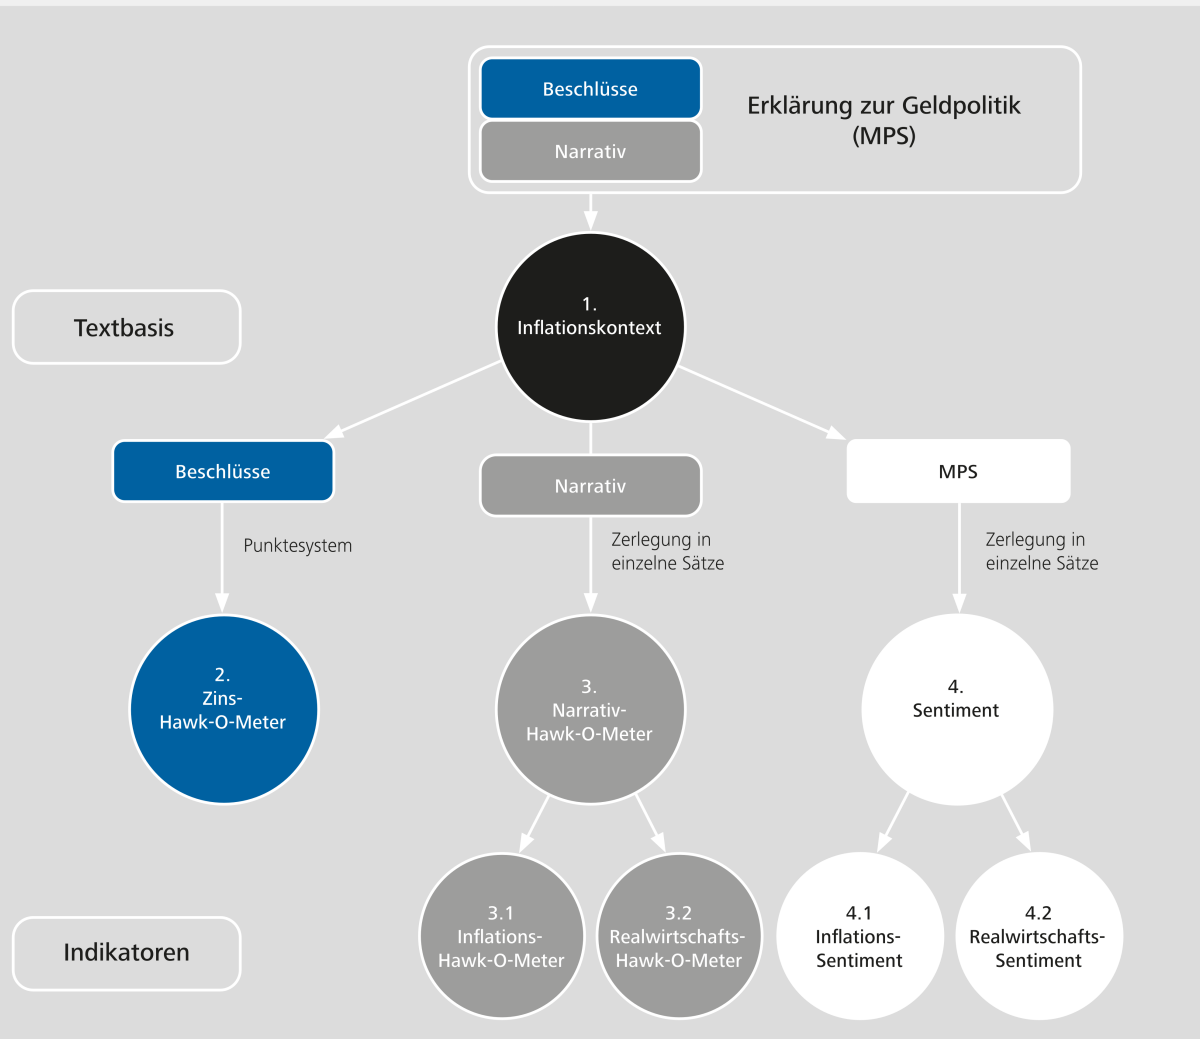 Beschlüsse
Narrativ
Erklärung zur Geldpolitik
(MPS)
1.
Inflationskontext
Textbasis
Beschlüsse
Narrativ
MPS
Punktesystem
Zerlegung in
einzelne Sätze
Zerlegung in
einzelne Sätze
2.
Zins-
Hawk-O-Meter
3.
Narrativ-
Hawk-O-Meter
4.
Sentiment
3.1
Inflations-
Hawk-O-Meter
3.2
Realwirtschafts-
Hawk-O-Meter
4.1
Inflations-
Sentiment
4.2
Realwirtschafts-
Sentiment
Indikatoren